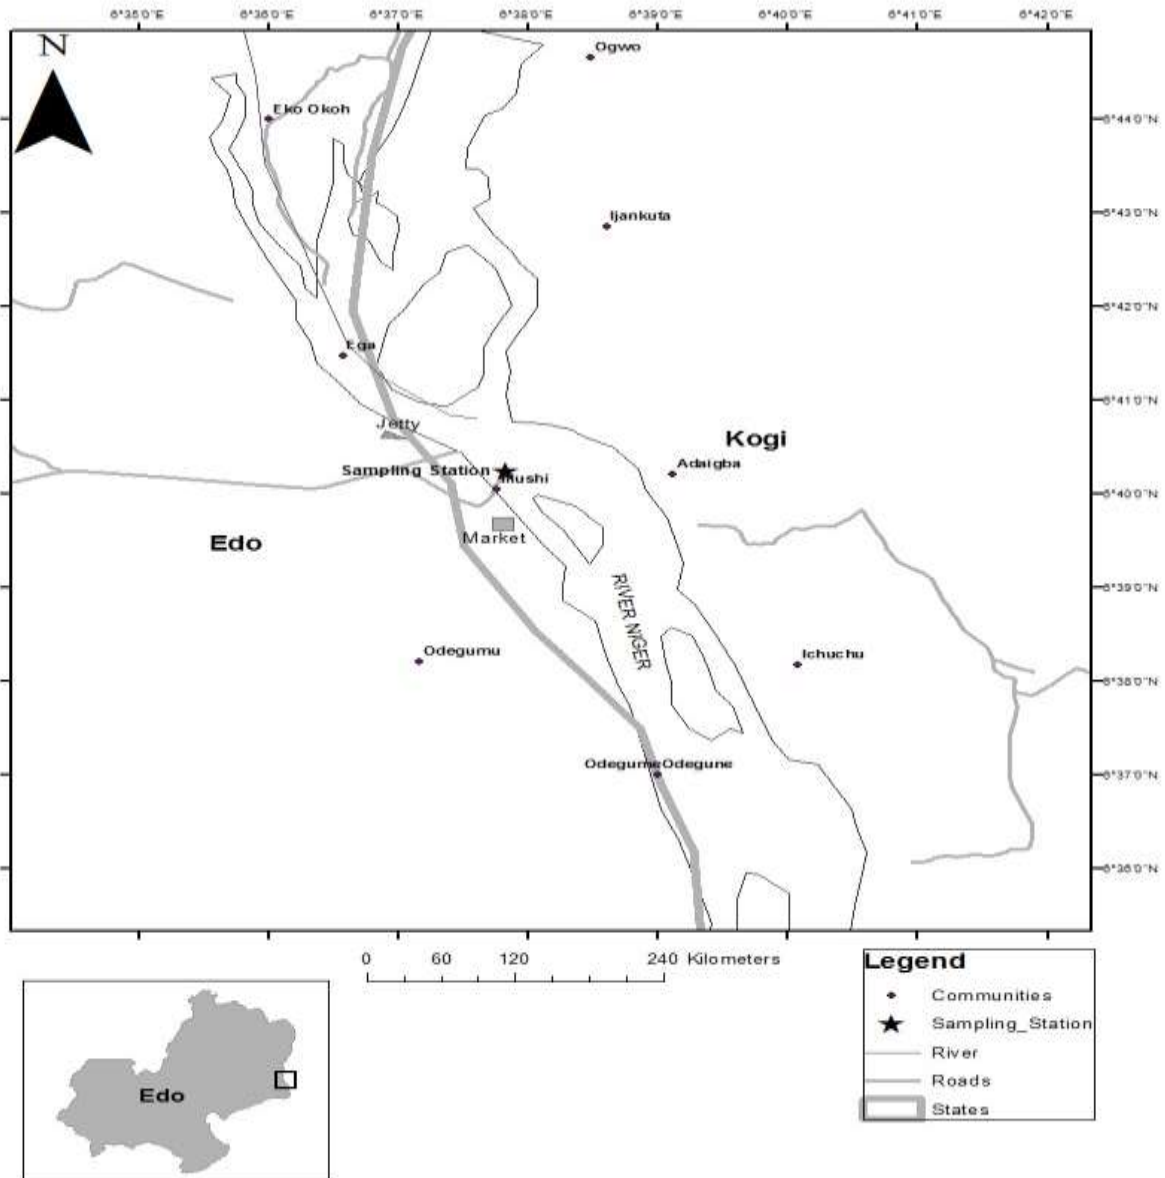 6°35'0"E 6°36'0"E 6°37'0"E 6°38'0"E 6°39'0"E 6°40'0"E 6°41'0"E 6°42'0"E
N
Ogwo
Eko Okoh
6°44'0"N
Ijankuta
6°43'0"N
6°42'0"N
Ega
6°41'0"N
Jetty
Kogi
Adaigba
Sampling Station
6°40'0"N
Market
Edo
6°39'0"N
RIVER NIGER
Odegumu
Ichuchu
6°38'0"N
OdegumeOdegune
6°37'0"N
6°36'0"N
0 60 120 240 Kilometers
Legend
Communities
Sampling_Station
River
Roads
States
Edo